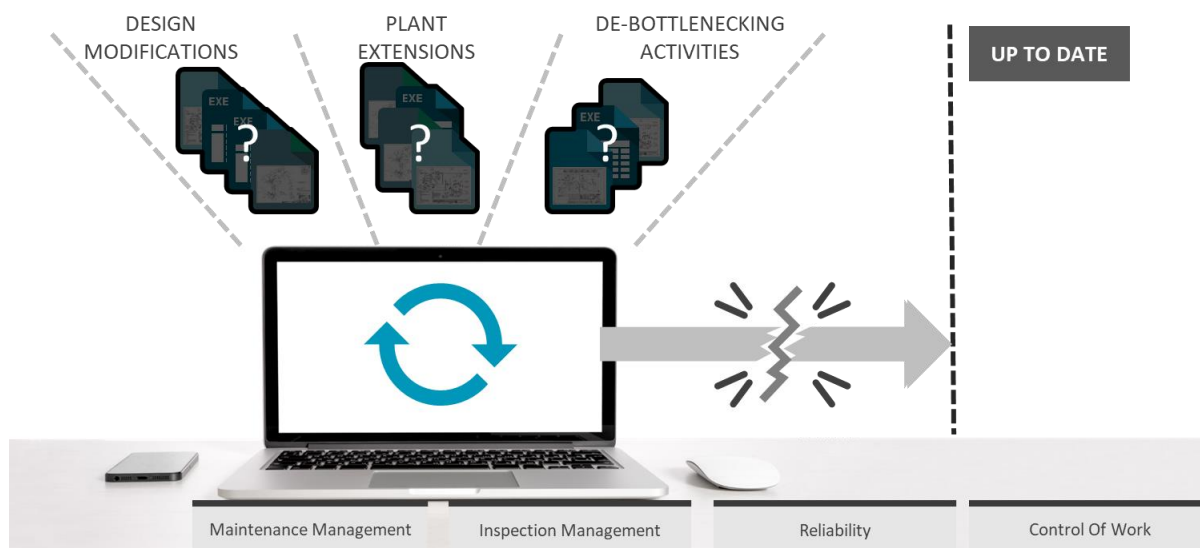 DESIGN
MODIFICATIONS
PLANT
EXTENSIONS
DE-BOTTLENECKING
ACTIVITIES
UP TO DATE
EXE
EXE
?
EXE
?
EXE
?
Maintenance Management
Inspection Management
Reliability
Control Of Work